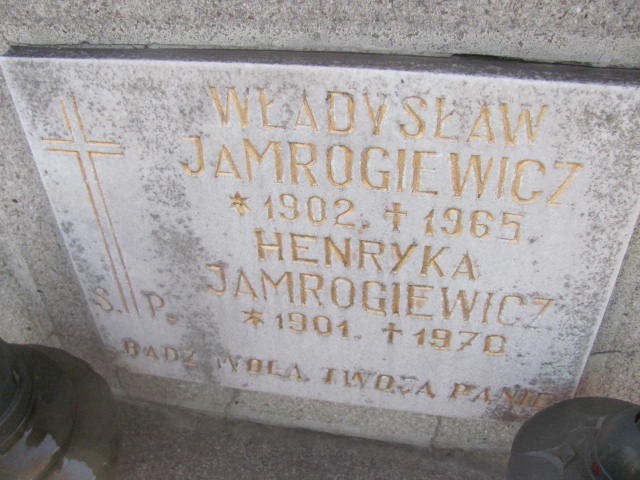 WŁADYSŁAW
JAMROGIEWICZ
* 1902. † 1965
HENRYKA
JAMROGIEWICZ
* 1901. † 1970
Ś. P.
BĄDŹ WOLA TWOJA PANIE